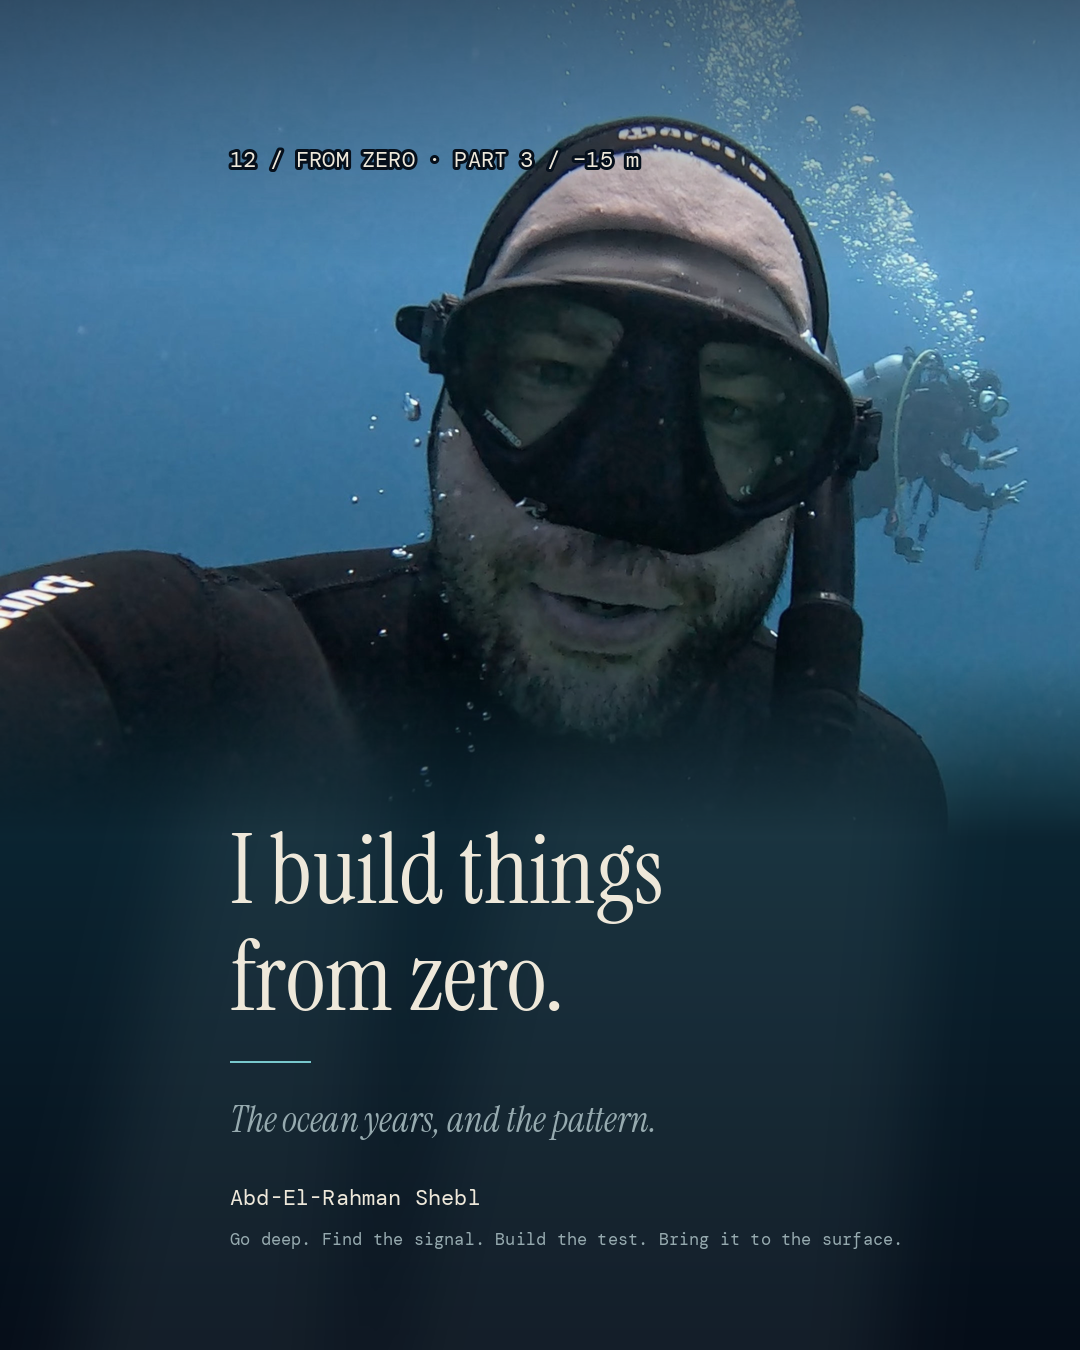 12 / FROM ZERO · PART 3 / −15 m
TEMPERED
I build things
from zero.
The ocean years, and the pattern.
Abd-El-Rahman Shebl
Go deep. Find the signal. Build the test. Bring it to the surface.